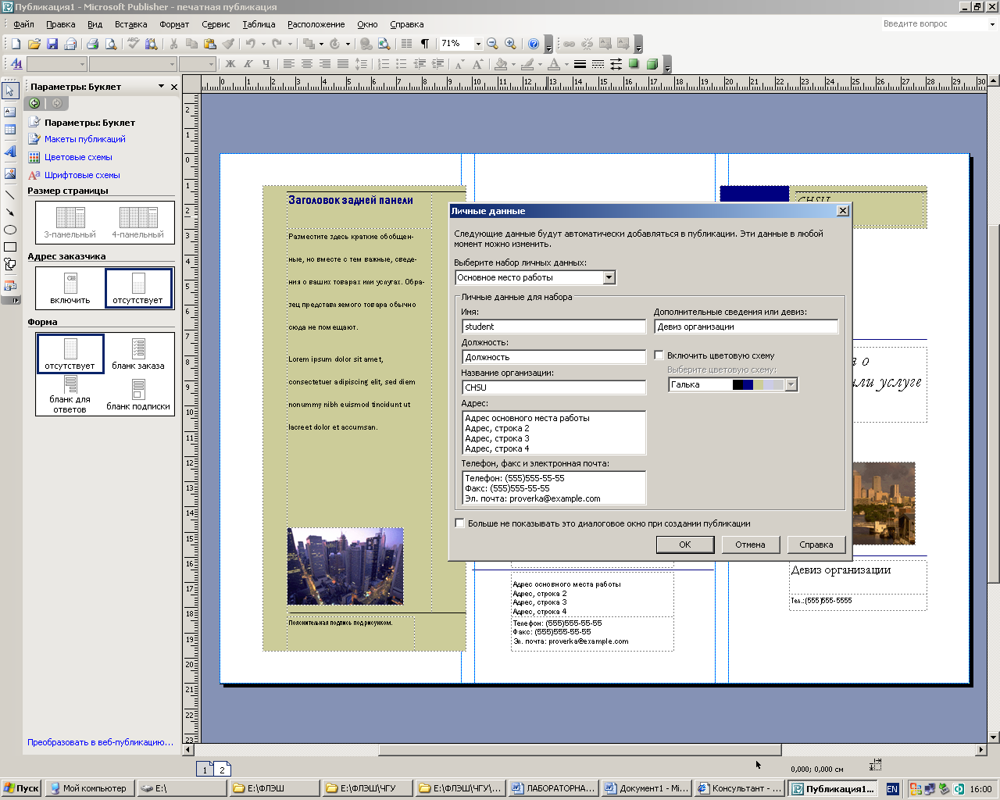 Публикация1 - Microsoft Publisher - печатная публикация
Файл Правка Вид Вставка Формат Сервис Таблица Расположение Окно Справка
Введите вопрос
71%
Параметры: Буклет
Параметры: Буклет
Макеты публикаций
Цветовые схемы
Шрифтовые схемы
Размер страницы
3-панельный 4-панельный
Адрес заказчика
включить отсутствует
Форма
отсутствует бланк заказа
бланк для ответов бланк подписки
Преобразовать в веб-публикацию...
Заголовок задней панели
Разместите здесь краткие обобщен-
ные, но вместе с тем важные, сведе-
ния о ваших товарах или услугах. Обра-
зец представляемого товара обычно
сюда не помещают.
Lorem ipsum dolor sit amet,
consectetuer adipiscing elit, sed diem
nonummy nibh euismod tincidunt ut
lacreet dolor et accumsan.
Пояснительная подпись под рисунком.
CHSU
Личные данные
Следующие данные будут автоматически добавляться в публикации. Эти данные в любой
момент можно изменить.
Выберите набор личных данных:
Основное место работы
Личные данные для набора
Имя:
student
Должность:
Должность
Название организации:
CHSU
Адрес:
Адрес основного места работы
Адрес, строка 2
Адрес, строка 3
Адрес, строка 4
Телефон, факс и электронная почта:
Телефон: (555)555-55-55
Факс: (555)555-55-55
Эл. почта: proverka@example.com
Дополнительные сведения или девиз:
Девиз организации
Включить цветовую схему
Выберите цветовую схему:
Галька
Больше не показывать это диалоговое окно при создании публикации
ОК Отмена Справка
о
или услуге
Адрес основного места работы
Адрес, строка 2
Адрес, строка 3
Адрес, строка 4
Телефон: (555)555-55-55
Факс: (555)555-55-55
Эл. почта: proverka@example.com
Девиз организации
Тел.:(555)555-5555
1 2
0,000; 0,000 см
Пуск Мой компьютер E:\ E:\ФЛЭШ E:\ФЛЭШ\ЧГУ E:\ФЛЭШ\ЧГУ\... ЛАБОРАТОРНА... Документ1 - Mi... Консультант - ... Публикация1... EN 16:00